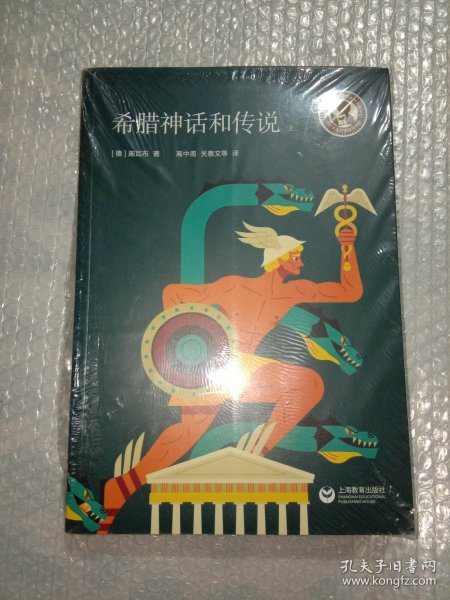 希腊神话和传说 上
[德]施瓦布 著 高中甫 关惠文等 译
上海教育出版社
SHANGHAI EDUCATIONAL
PUBLISHING HOUSE
孔夫子旧书网
www.kongfz.com